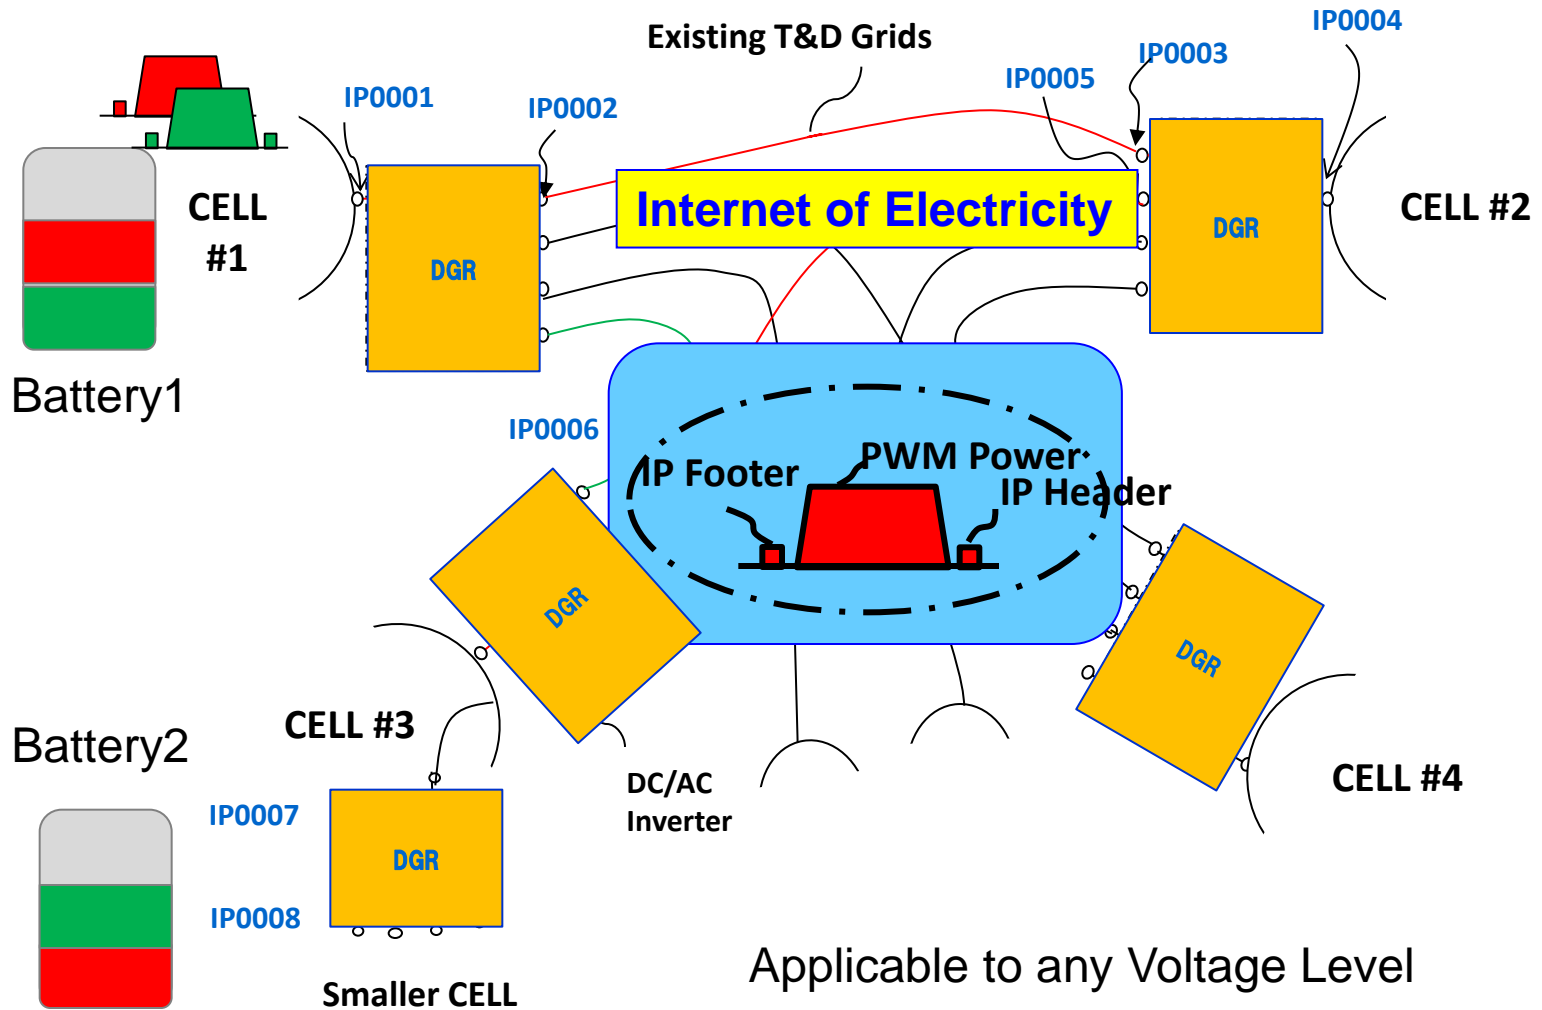 Existing T&D Grids
IP0004
IP0003
IP0005
IP0001
IP0002
CELL
#1
Internet of Electricity
DGR
CELL #2
DGR
Battery1
IP0006
IP Footer
PWM Power
IP Header
DGR
DGR
CELL #3
Battery2
DC/AC
Inverter
CELL #4
IP0007
DGR
IP0008
Applicable to any Voltage Level
Smaller CELL